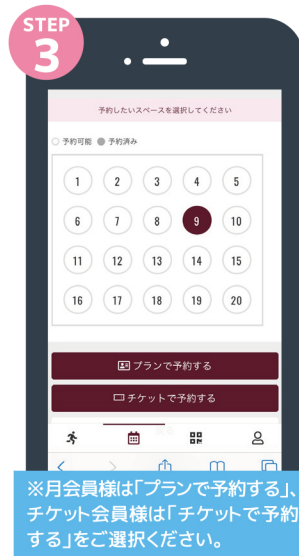 STEP
3
予約したいスペースを選択してください
予約可能 予約済み
1 2 3 4 5
6 7 8 9 10
11 12 13 14 15
16 17 18 19 20
プランで予約する
チケットで予約する
※月会員様は「プランで予約する」、
チケット会員様は「チケットで予約
する」をご選択ください。